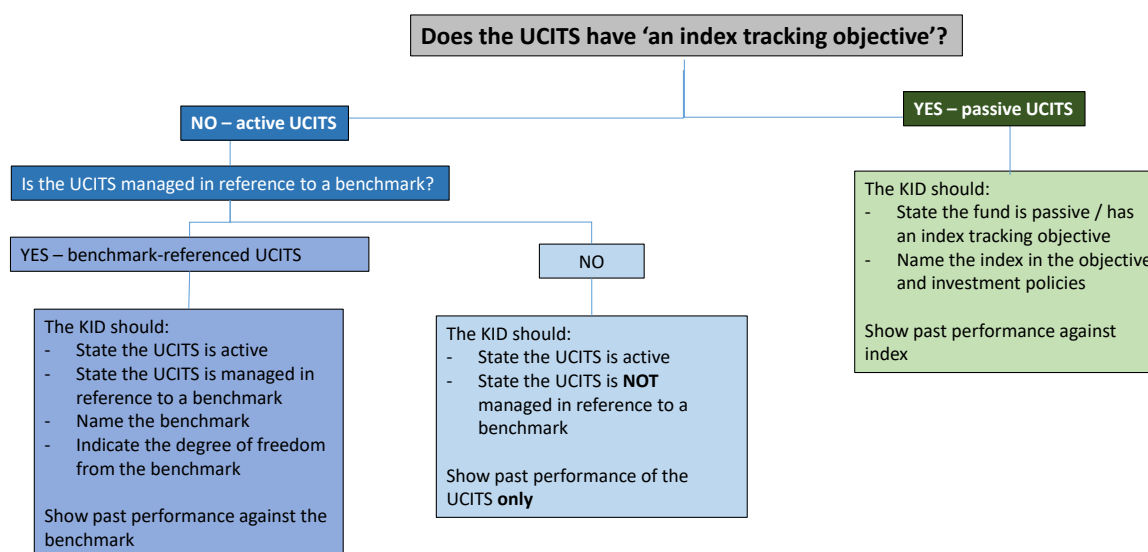 Does the UCITS have ‘an index tracking objective’?
NO – active UCITS
YES – passive UCITS
Is the UCITS managed in reference to a benchmark?
YES – benchmark-referenced UCITS
NO
The KID should:
- State the UCITS is active
- State the UCITS is managed in
reference to a benchmark
- Name the benchmark
- Indicate the degree of freedom
from the benchmark
Show past performance against the
benchmark
The KID should:
- State the UCITS is active
- State the UCITS is NOT
managed in reference to a
benchmark
Show past performance of the
UCITS only
The KID should:
- State the fund is passive / has
an index tracking objective
- Name the index in the objective
and investment policies
Show past performance against
index